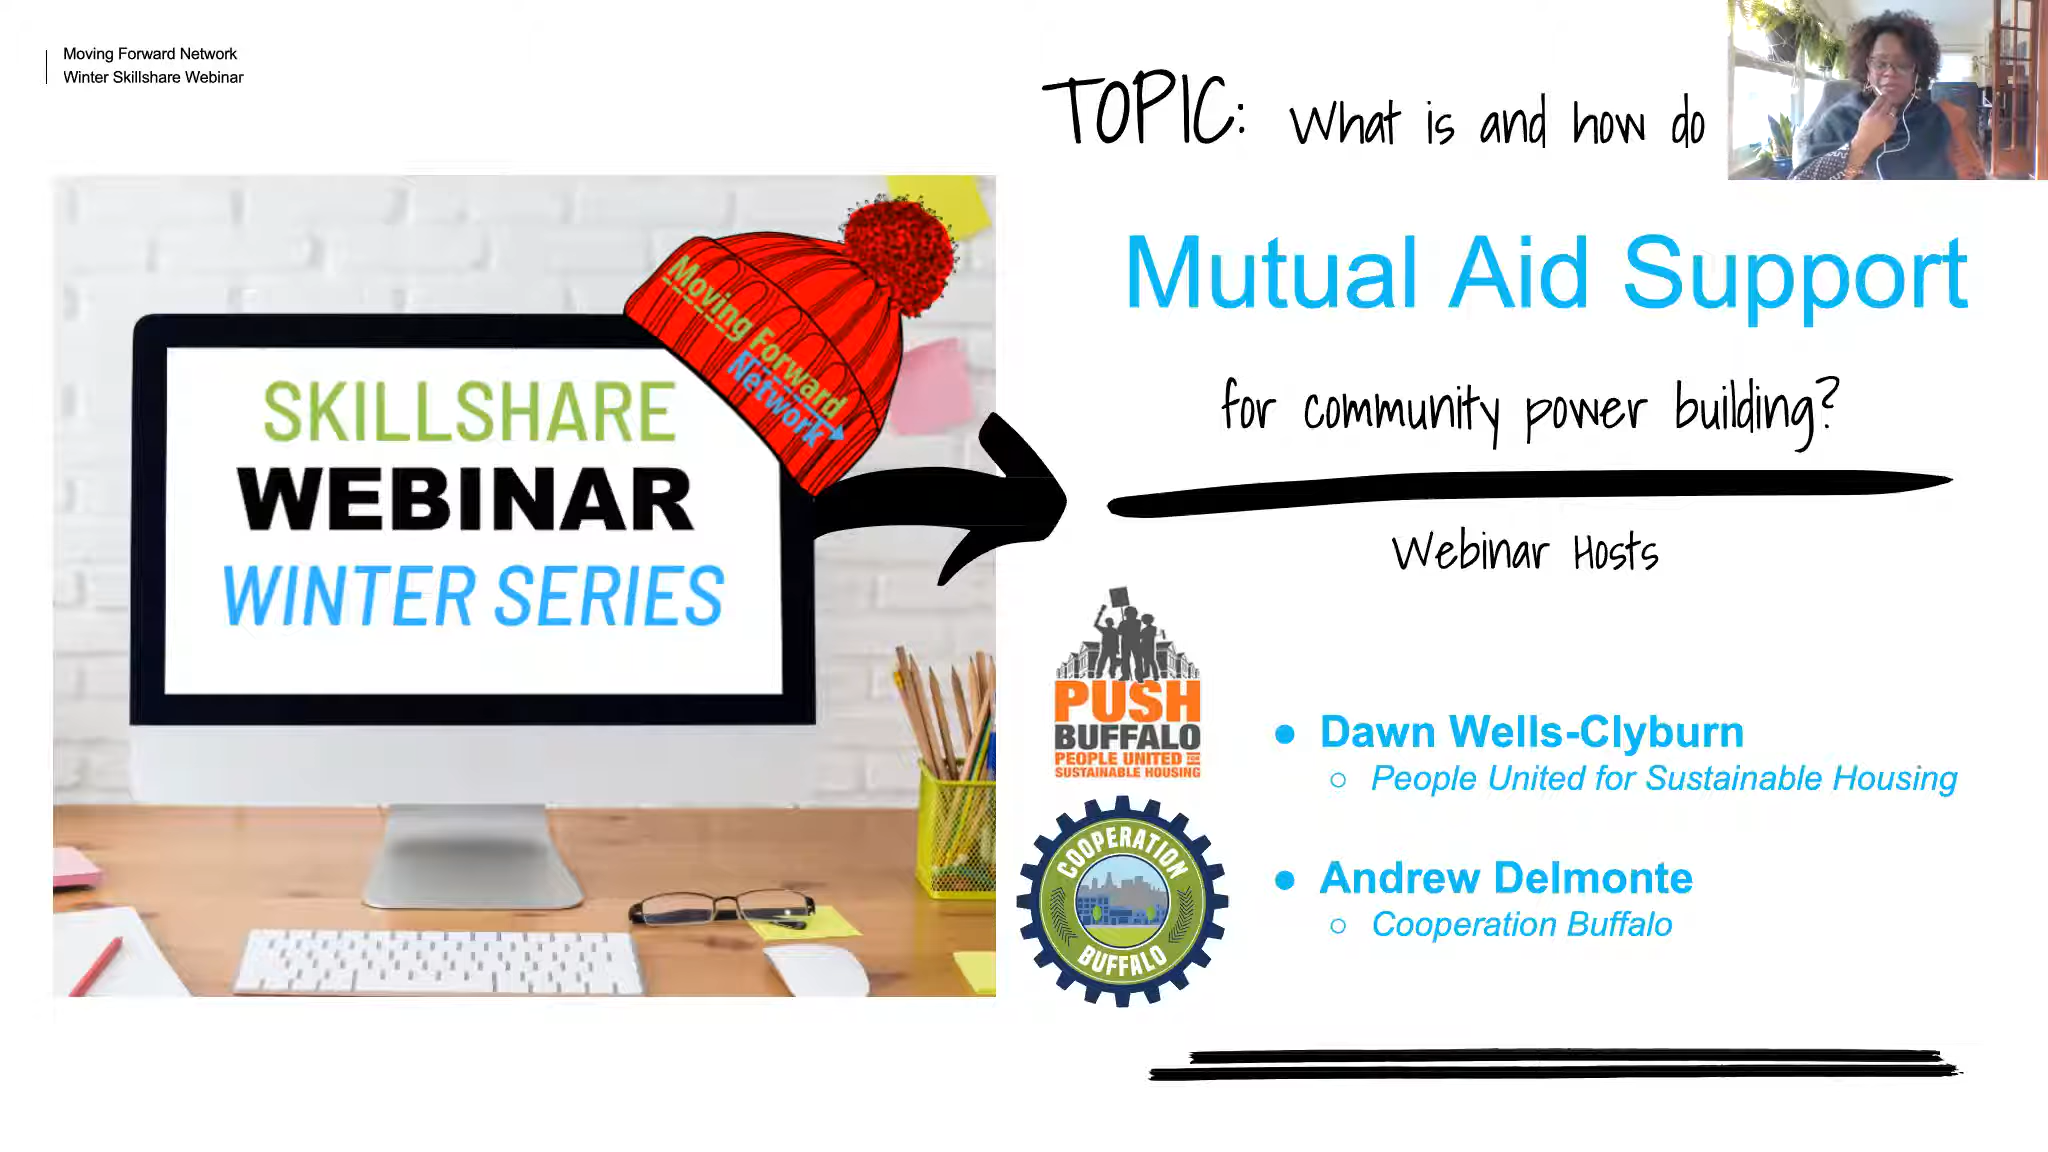 Moving Forward Network
Winter Skillshare Webinar
TOPIC: What is and how do
Mutual Aid Support
for community power building?
Webinar Hosts
Moving Forward
Network
SKILLSHARE
WEBINAR
WINTER SERIES
PUSH
BUFFALO
PEOPLE UNITED FOR
SUSTAINABLE HOUSING
Dawn Wells-Clyburn
People United for Sustainable Housing
COOPERATION
BUFFALO
Andrew Delmonte
Cooperation Buffalo